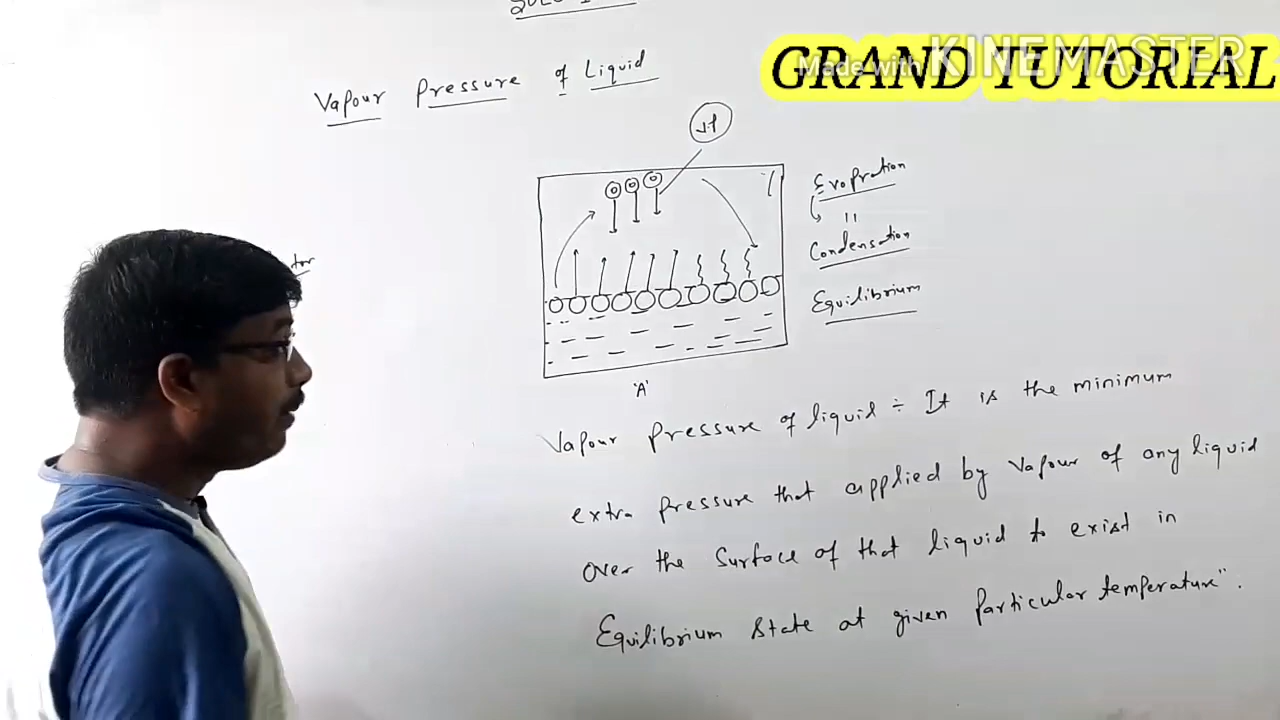 GRAND TUTORIAL
Made with KINEMASTER
Vapour Pressure of Liquid
V.P
Evopration
=
Condensation
Equilibrium
'A'
Vapour Pressure of liquid ÷ It is the minimum
extra pressure that applied by vapour of any liquid
over the surface of that liquid to exist in
Equilibrium state at given particular temperature".